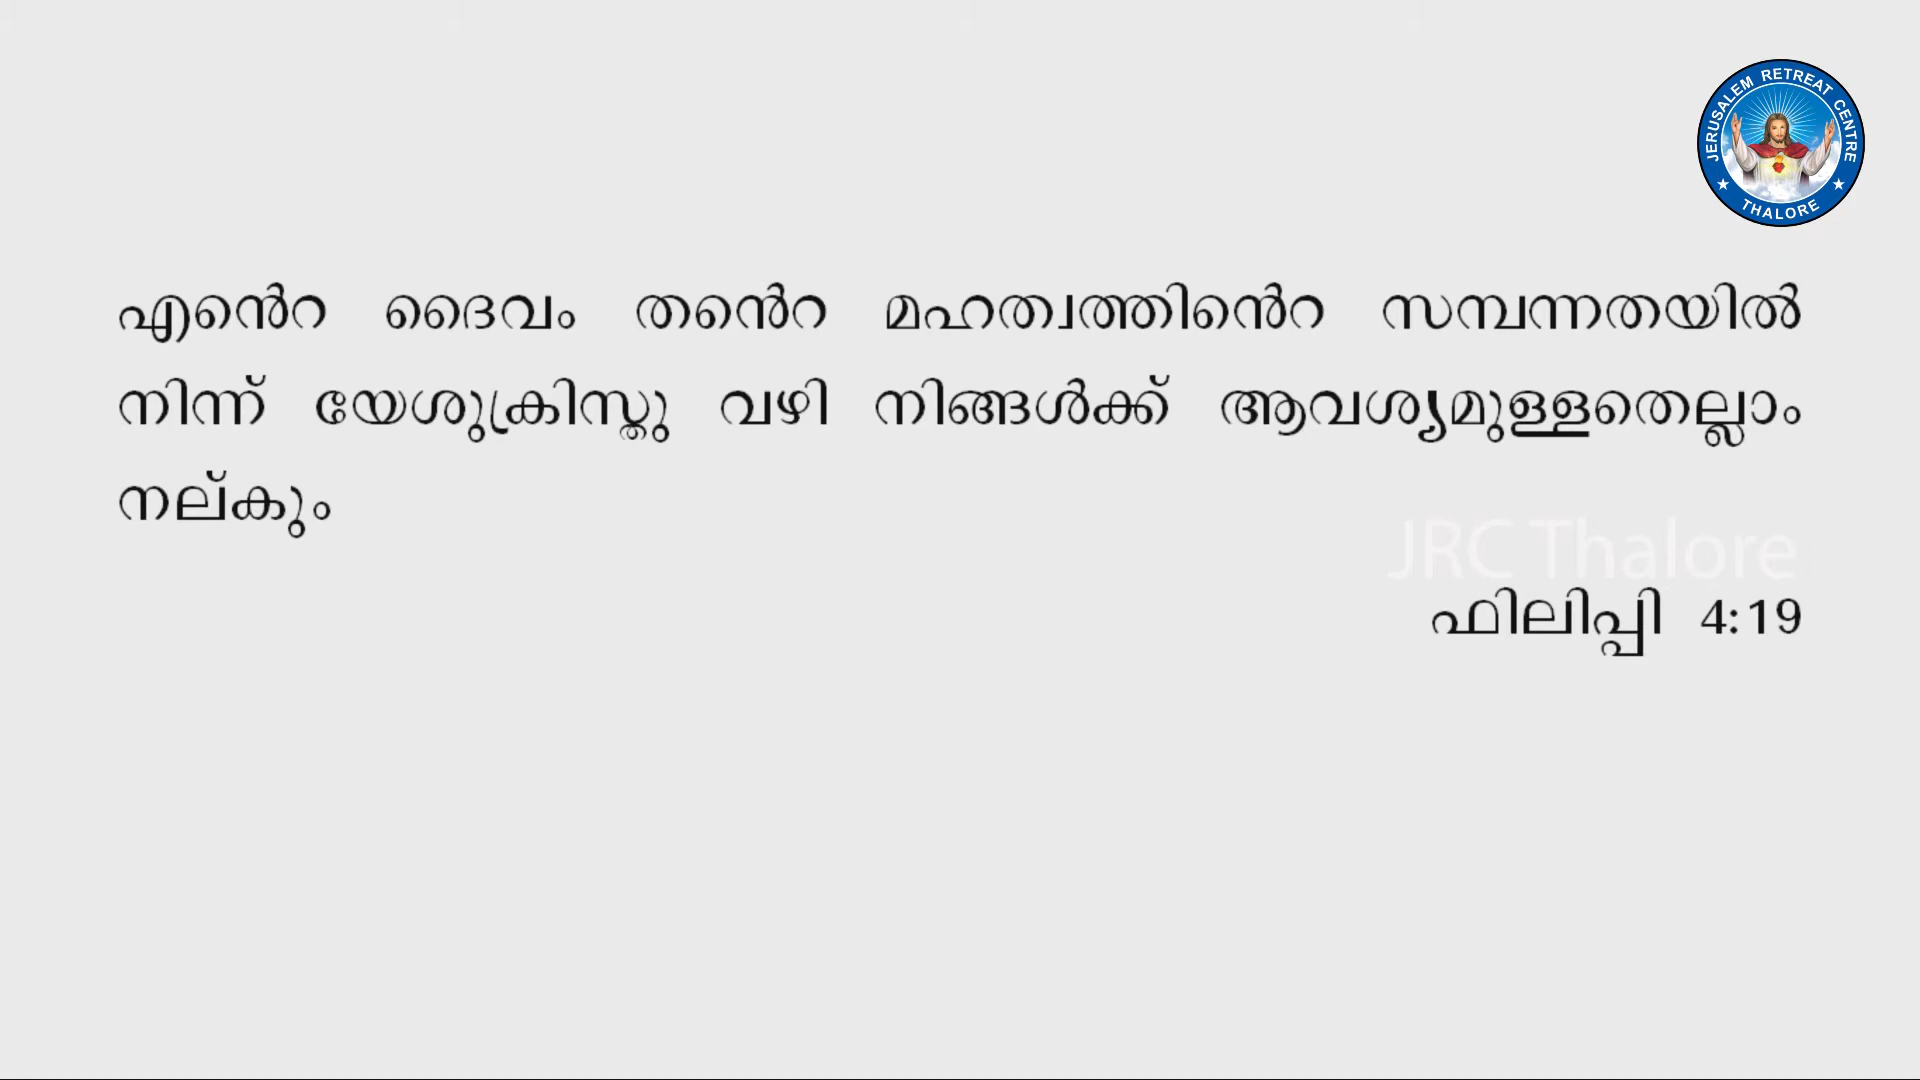 JERUSALEM RETREAT CENTRE
THALORE
എന്റെ ദൈവം തന്റെ മഹത്വത്തിന്റെ സമ്പന്നതയിൽ
നിന്ന് യേശുക്രിസ്തു വഴി നിങ്ങൾക്ക് ആവശ്യമുള്ളതെല്ലാം
നല്കും
JRC Thalore
ഫിലിപ്പി 4:19